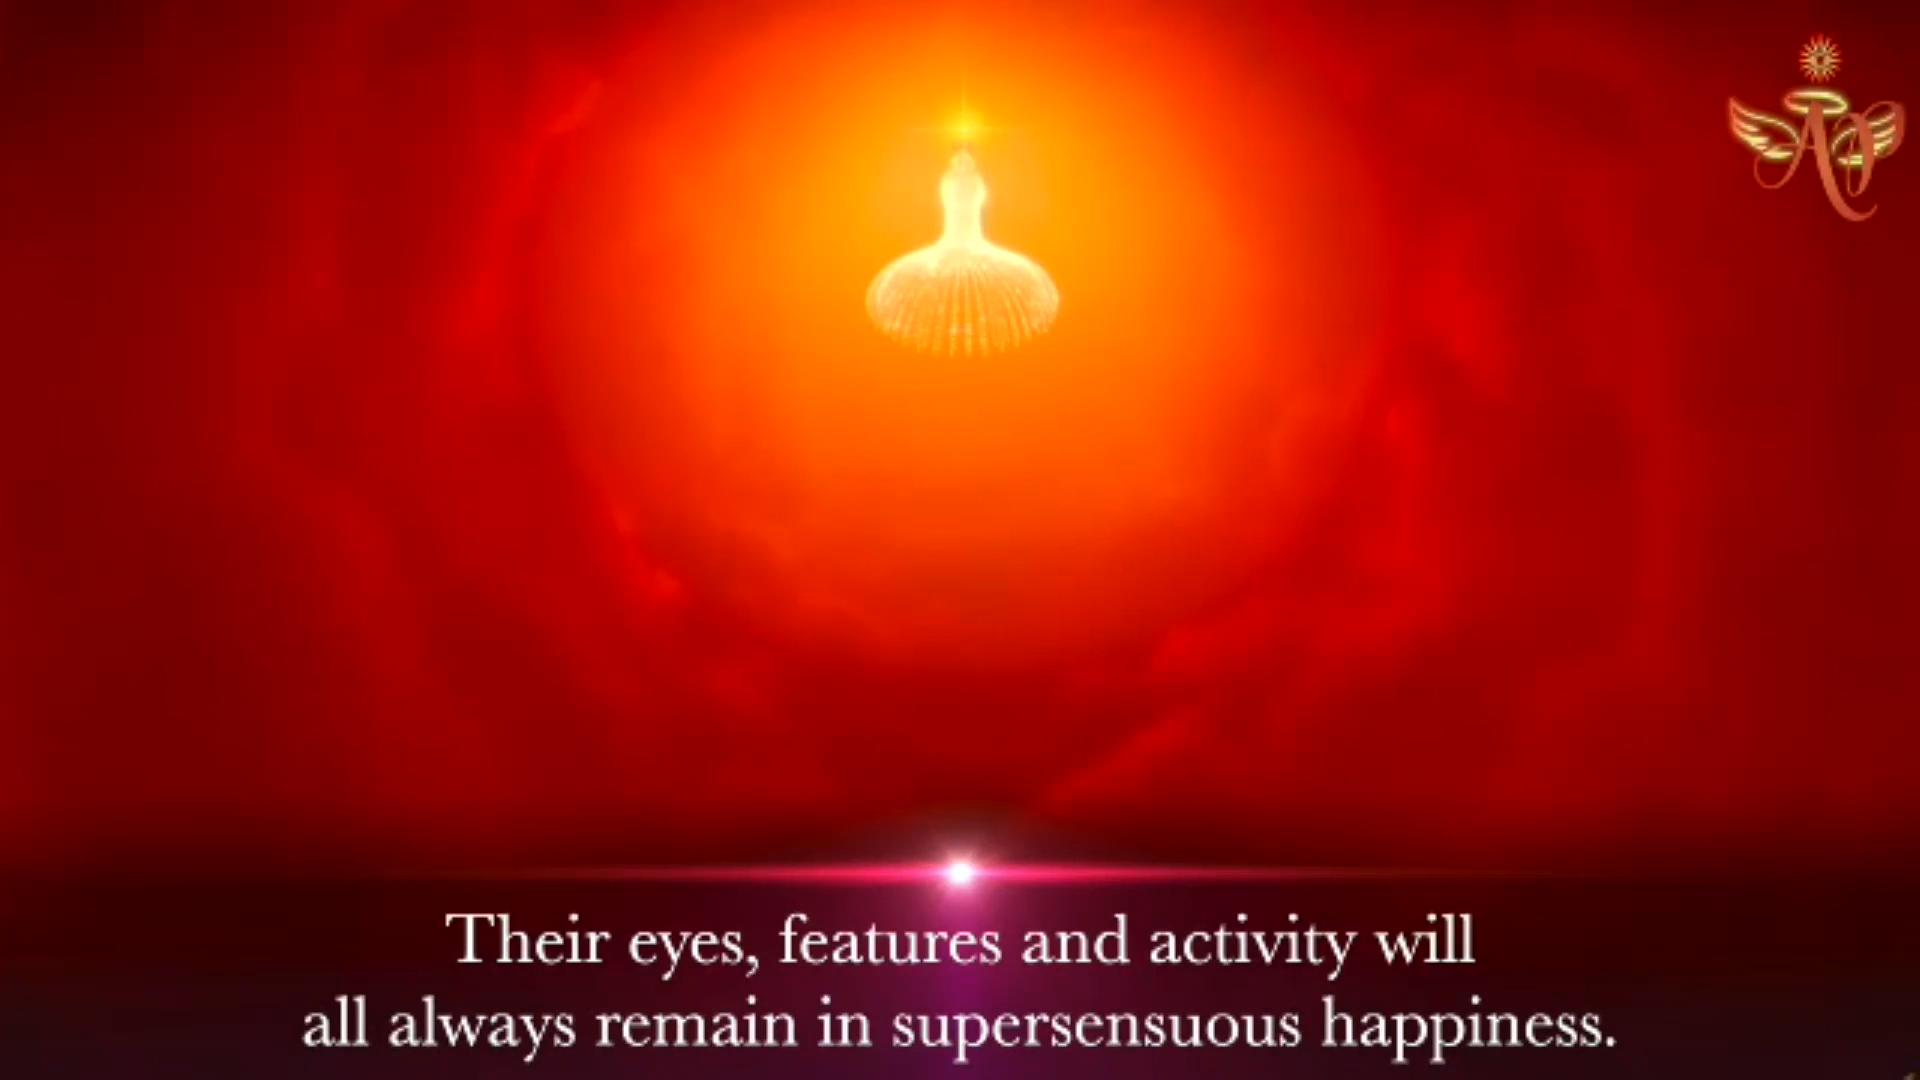 Their eyes, features and activity will
all always remain in supersensuous happiness.